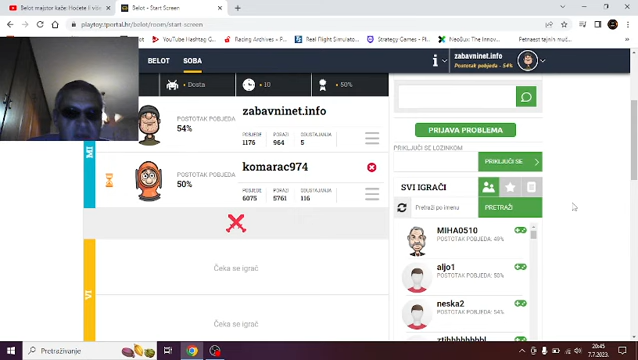 Belot majstor kaže: Hoćete li vi
Belot - Start Screen
playtoy.tportal.hr/belot/room/start-screen
YouTube Hashtag G...
Racing Archives » P...
Real Flight Simulato...
Strategy Games - P...
NeoBux: The Innov...
Petnaest tajnih mud...
BELOT
SOBA
zabavninet.info
Postotak pobjeda - 54%
Dosta
10
50%
MI
POSTOTAK POBJEDA
54%
zabavninet.info
POBJEDE
PORAZI
ODUSTAJANJA
1176
964
5
POSTOTAK POBJEDA
50%
komarac974
POBJEDE
PORAZI
ODUSTAJANJA
6075
5761
116
VI
Čeka se igrač
Čeka se igrač
PRIJAVA PROBLEMA
PRIKLJUČI SE LOZINKOM
PRIKLJUČI SE
SVI IGRAČI
Pretraži po imenu
PRETRAŽI
MIHA0510
POSTOTAK POBJEDA: 49%
aljo1
POSTOTAK POBJEDA: 50%
neska2
POSTOTAK POBJEDA: 54%
Pretraživanje
20:45
7.7.2023.